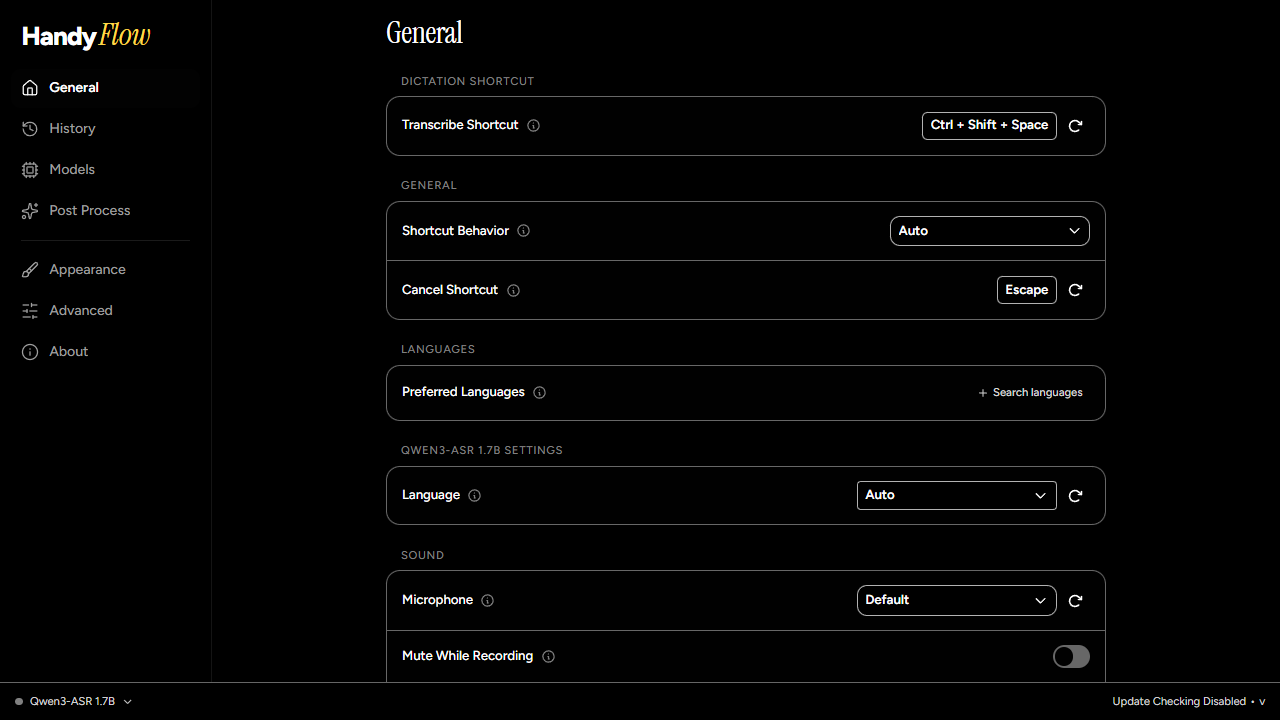 Handy Flow
General
History
Models
Post Process
Appearance
Advanced
About
General
DICTATION SHORTCUT
Transcribe Shortcut
Ctrl + Shift + Space
GENERAL
Shortcut Behavior
Auto
Cancel Shortcut
Escape
LANGUAGES
Preferred Languages
+ Search languages
QWEN3-ASR 1.7B SETTINGS
Language
Auto
SOUND
Microphone
Default
Mute While Recording
Qwen3-ASR 1.7B
Update Checking Disabled • v